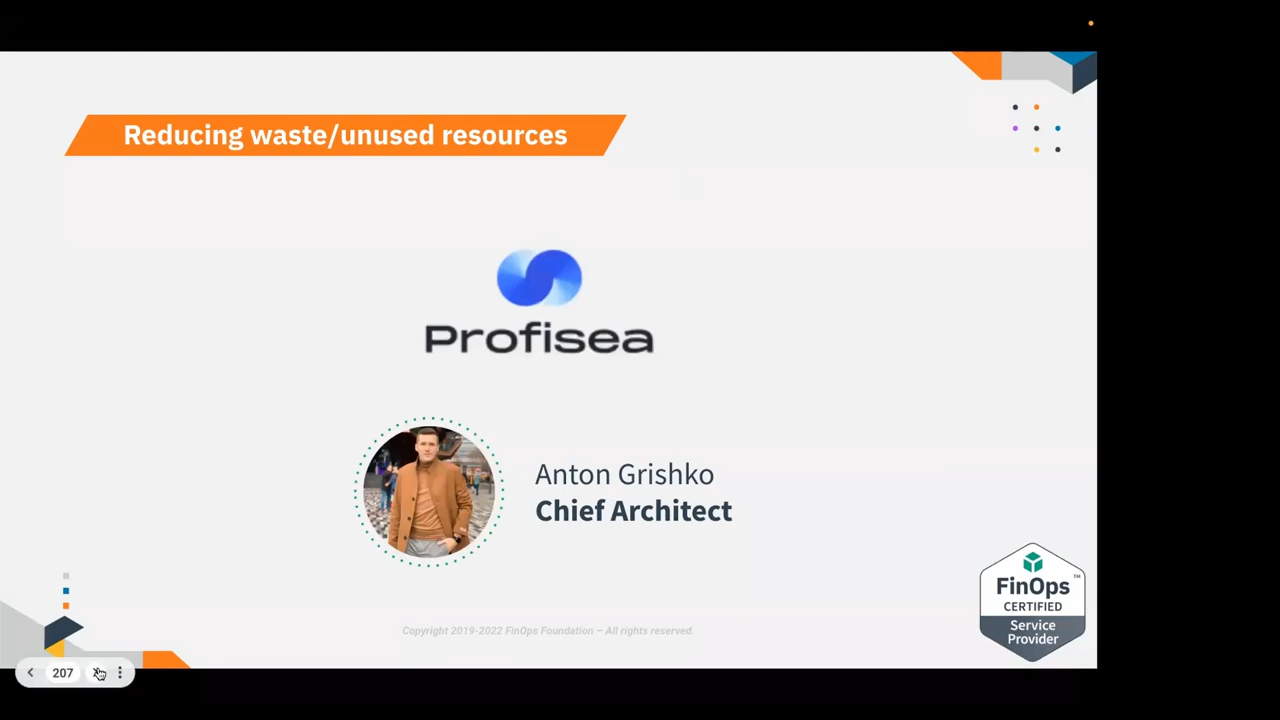 Reducing waste/unused resources
Profisea
Anton Grishko
Chief Architect
FinOps™
CERTIFIED
Service
Provider
Copyright 2019-2022 FinOps Foundation – All rights reserved.
207